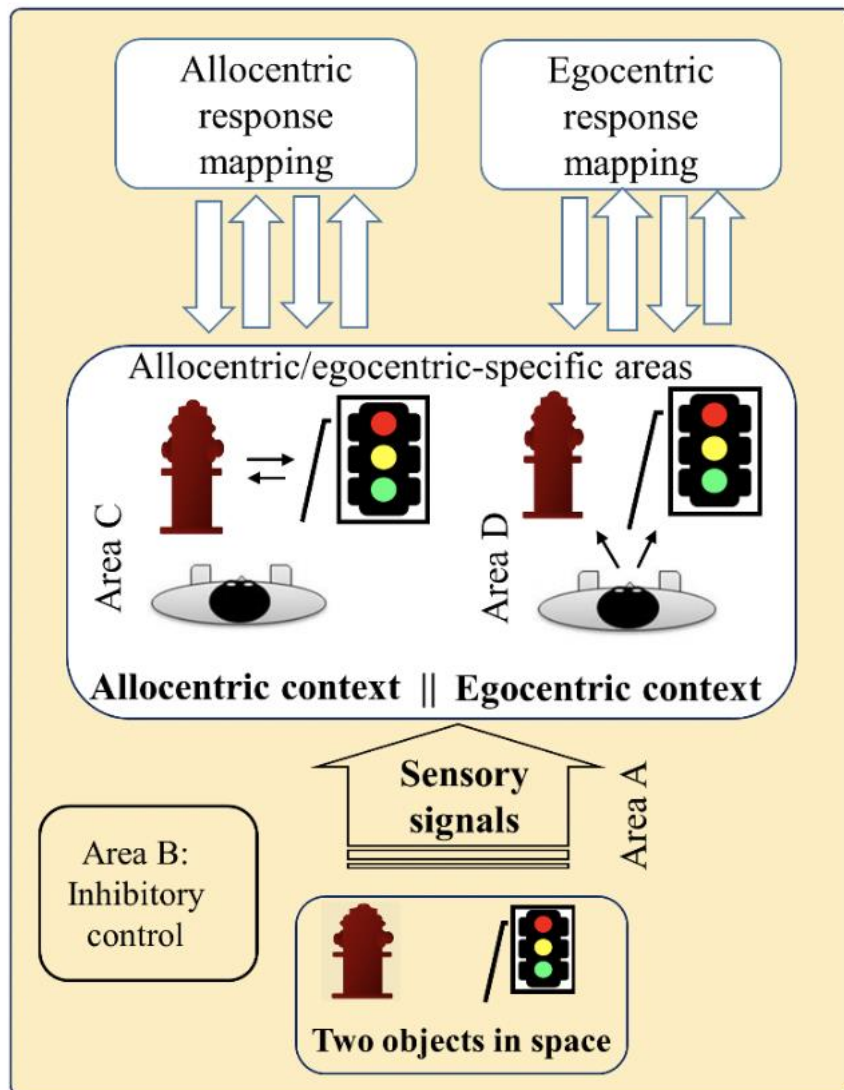 Allocentric
response
mapping
Egocentric
response
mapping
Allocentric/egocentric-specific areas
Area C
Area D
Allocentric context || Egocentric context
Sensory
signals
Area A
Area B:
Inhibitory
control
Two objects in space